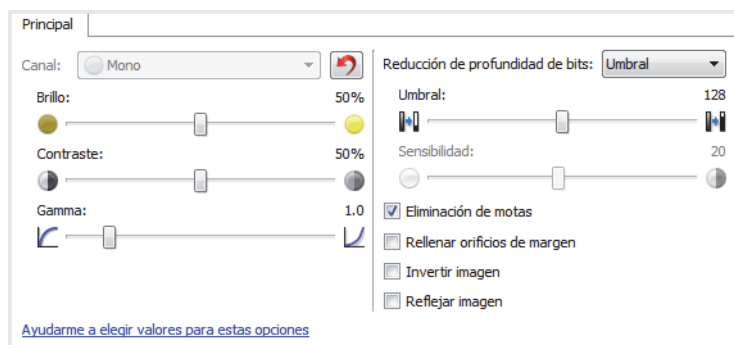 Principal
Canal: Mono
Brillo: 50%
Contraste: 50%
Gamma: 1.0
Ayudarme a elegir valores para estas opciones
Reducción de profundidad de bits: Umbral
Umbral: 128
Sensibilidad: 20
Eliminación de motas
Rellenar orificios de margen
Invertir imagen
Reflejar imagen